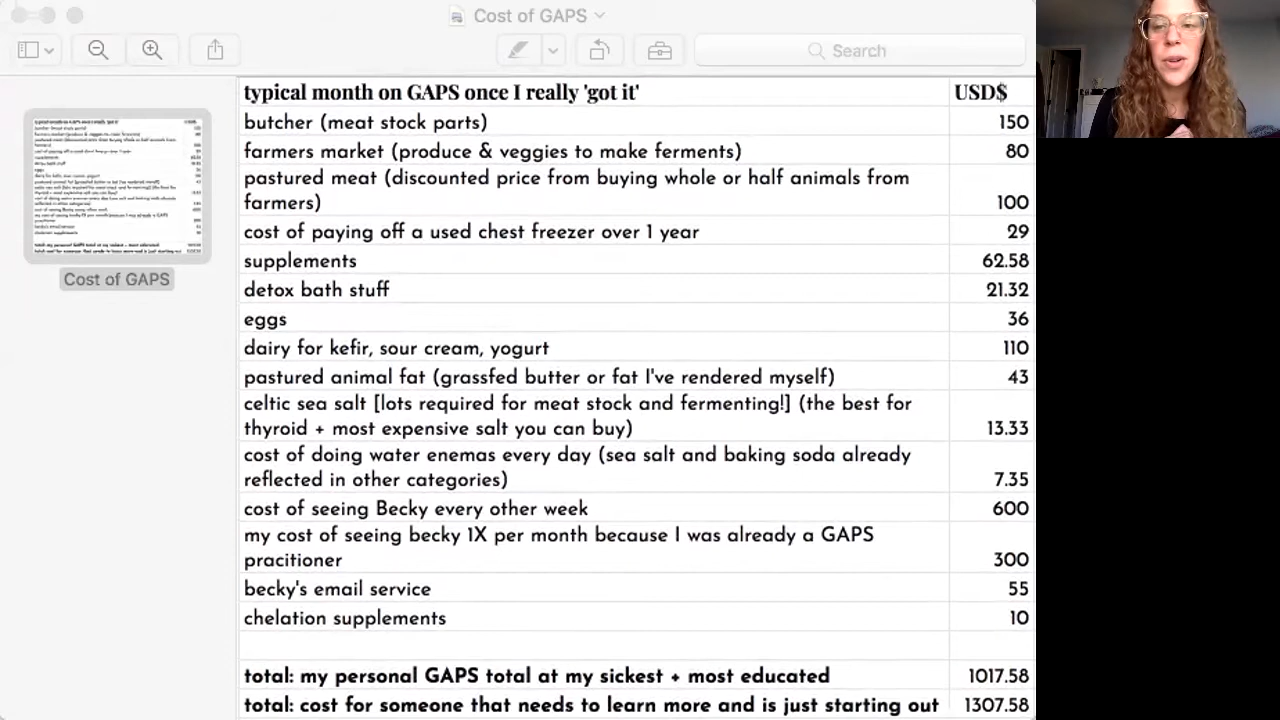 Cost of GAPS
Search
Cost of GAPS
typical month on GAPS once I really 'got it' USD$
butcher (meat stock parts) 150
farmers market (produce & veggies to make ferments) 80
pastured meat (discounted price from buying whole or half animals from
farmers) 100
cost of paying off a used chest freezer over 1 year 29
supplements 62.58
detox bath stuff 21.32
eggs 36
dairy for kefir, sour cream, yogurt 110
pastured animal fat (grassfed butter or fat I've rendered myself) 43
celtic sea salt [lots required for meat stock and fermenting!] (the best for
thyroid + most expensive salt you can buy) 13.33
cost of doing water enemas every day (sea salt and baking soda already
reflected in other categories) 7.35
cost of seeing Becky every other week 600
my cost of seeing becky 1X per month because I was already a GAPS
pracitioner 300
becky's email service 55
chelation supplements 10
total: my personal GAPS total at my sickest + most educated 1017.58
total: cost for someone that needs to learn more and is just starting out 1307.58